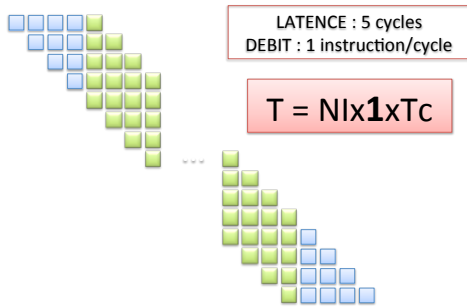 LATENCE : 5 cycles
DEBIT : 1 instruction/cycle
T = NIx1xTc
...